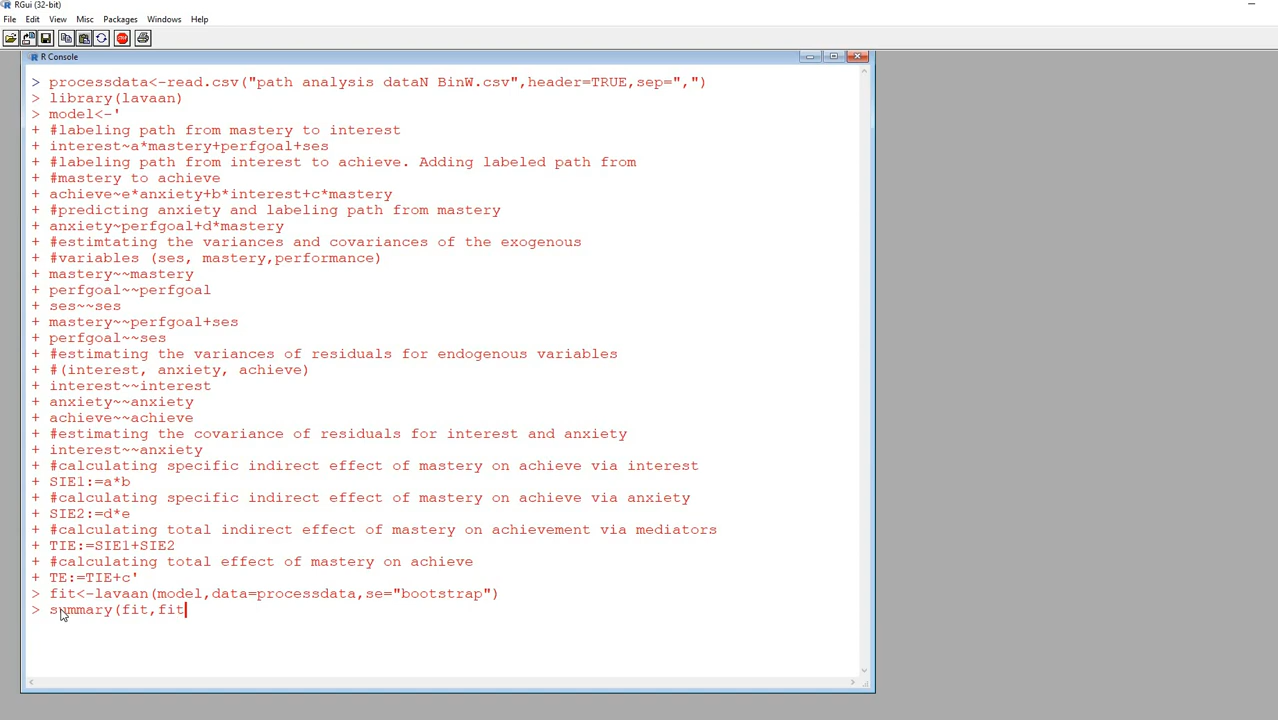 RGui (32-bit)
File Edit View Misc Packages Windows Help
STOP
R Console
> processdata<-read.csv("path analysis dataN BinW.csv",header=TRUE,sep=",")
> library(lavaan)
> model<-'
+ #labeling path from mastery to interest
+ interest~a*mastery+perfgoal+ses
+ #labeling path from interest to achieve. Adding labeled path from
+ #mastery to achieve
+ achieve~e*anxiety+b*interest+c*mastery
+ #predicting anxiety and labeling path from mastery
+ anxiety~perfgoal+d*mastery
+ #estimtating the variances and covariances of the exogenous
+ #variables (ses, mastery,performance)
+ mastery~~mastery
+ perfgoal~~perfgoal
+ ses~~ses
+ mastery~~perfgoal+ses
+ perfgoal~~ses
+ #estimating the variances of residuals for endogenous variables
+ #(interest, anxiety, achieve)
+ interest~~interest
+ anxiety~~anxiety
+ achieve~~achieve
+ #estimating the covariance of residuals for interest and anxiety
+ interest~~anxiety
+ #calculating specific indirect effect of mastery on achieve via interest
+ SIE1:=a*b
+ #calculating specific indirect effect of mastery on achieve via anxiety
+ SIE2:=d*e
+ #calculating total indirect effect of mastery on achievement via mediators
+ TIE:=SIE1+SIE2
+ #calculating total effect of mastery on achieve
+ TE:=TIE+c'
> fit<-lavaan(model,data=processdata,se="bootstrap")
> summary(fit,fit